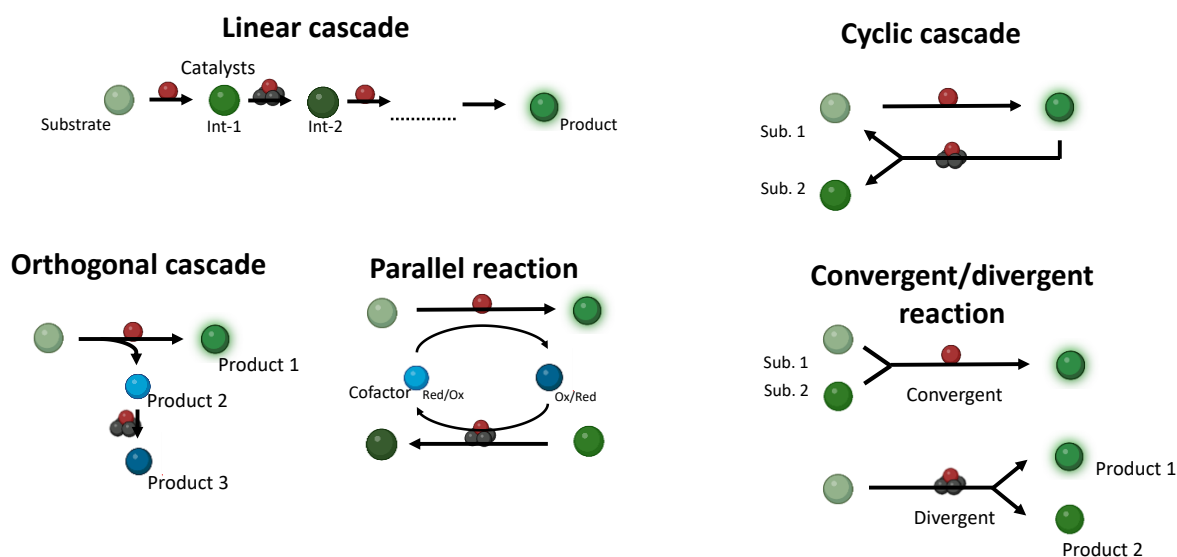 Linear cascade
Catalysts
Substrate
Int-1
Int-2
Product
Cyclic cascade
Sub. 1
Sub. 2
Orthogonal cascade
Product 1
Product 2
Product 3
Parallel reaction
Cofactor
Red/Ox
Ox/Red
Convergent/divergent
reaction
Sub. 1
Sub. 2
Convergent
Product 1
Divergent
Product 2